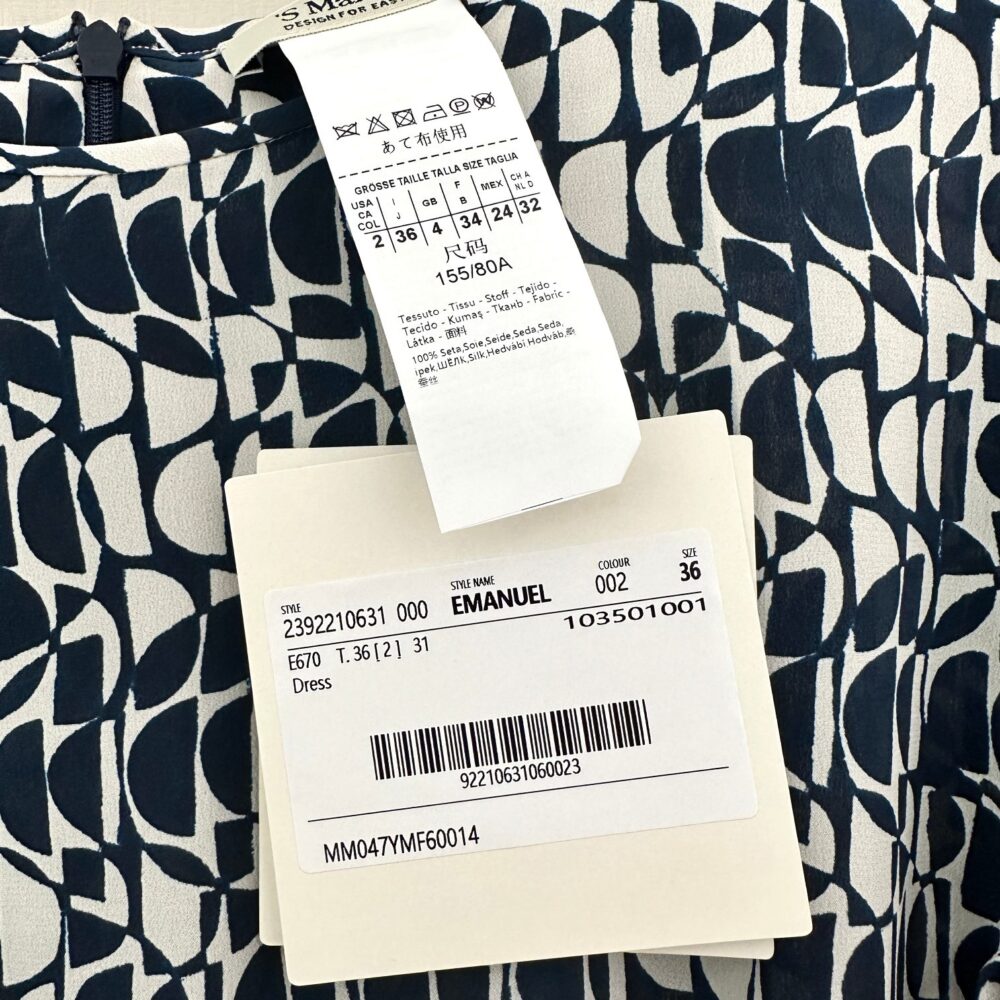 'S Ma
DESIGN FOR EAS
あて布使用
GRÖSSE TAILLE TALLA SIZE TAGLIA
USA CA COL I J GB F B MEX CH A NL D
2 36 4 34 24 32
尺码
155/80A
Tessuto - Tissu - Stoff - Tejido -
Tecido - Kumaş - Ткань - Fabric -
Látka - 面料
100% Seta,Soie,Seide,Seda,Seda,
ipek,ШЁЛК,Silk,Hedvábí Hodváb,蚕
蚕丝
STYLE STYLE NAME COLOUR SIZE
2392210631 000 EMANUEL 002 36
103501001
E670 T. 36 [ 2 ] 31
Dress
92210631060023
MM047YMF60014